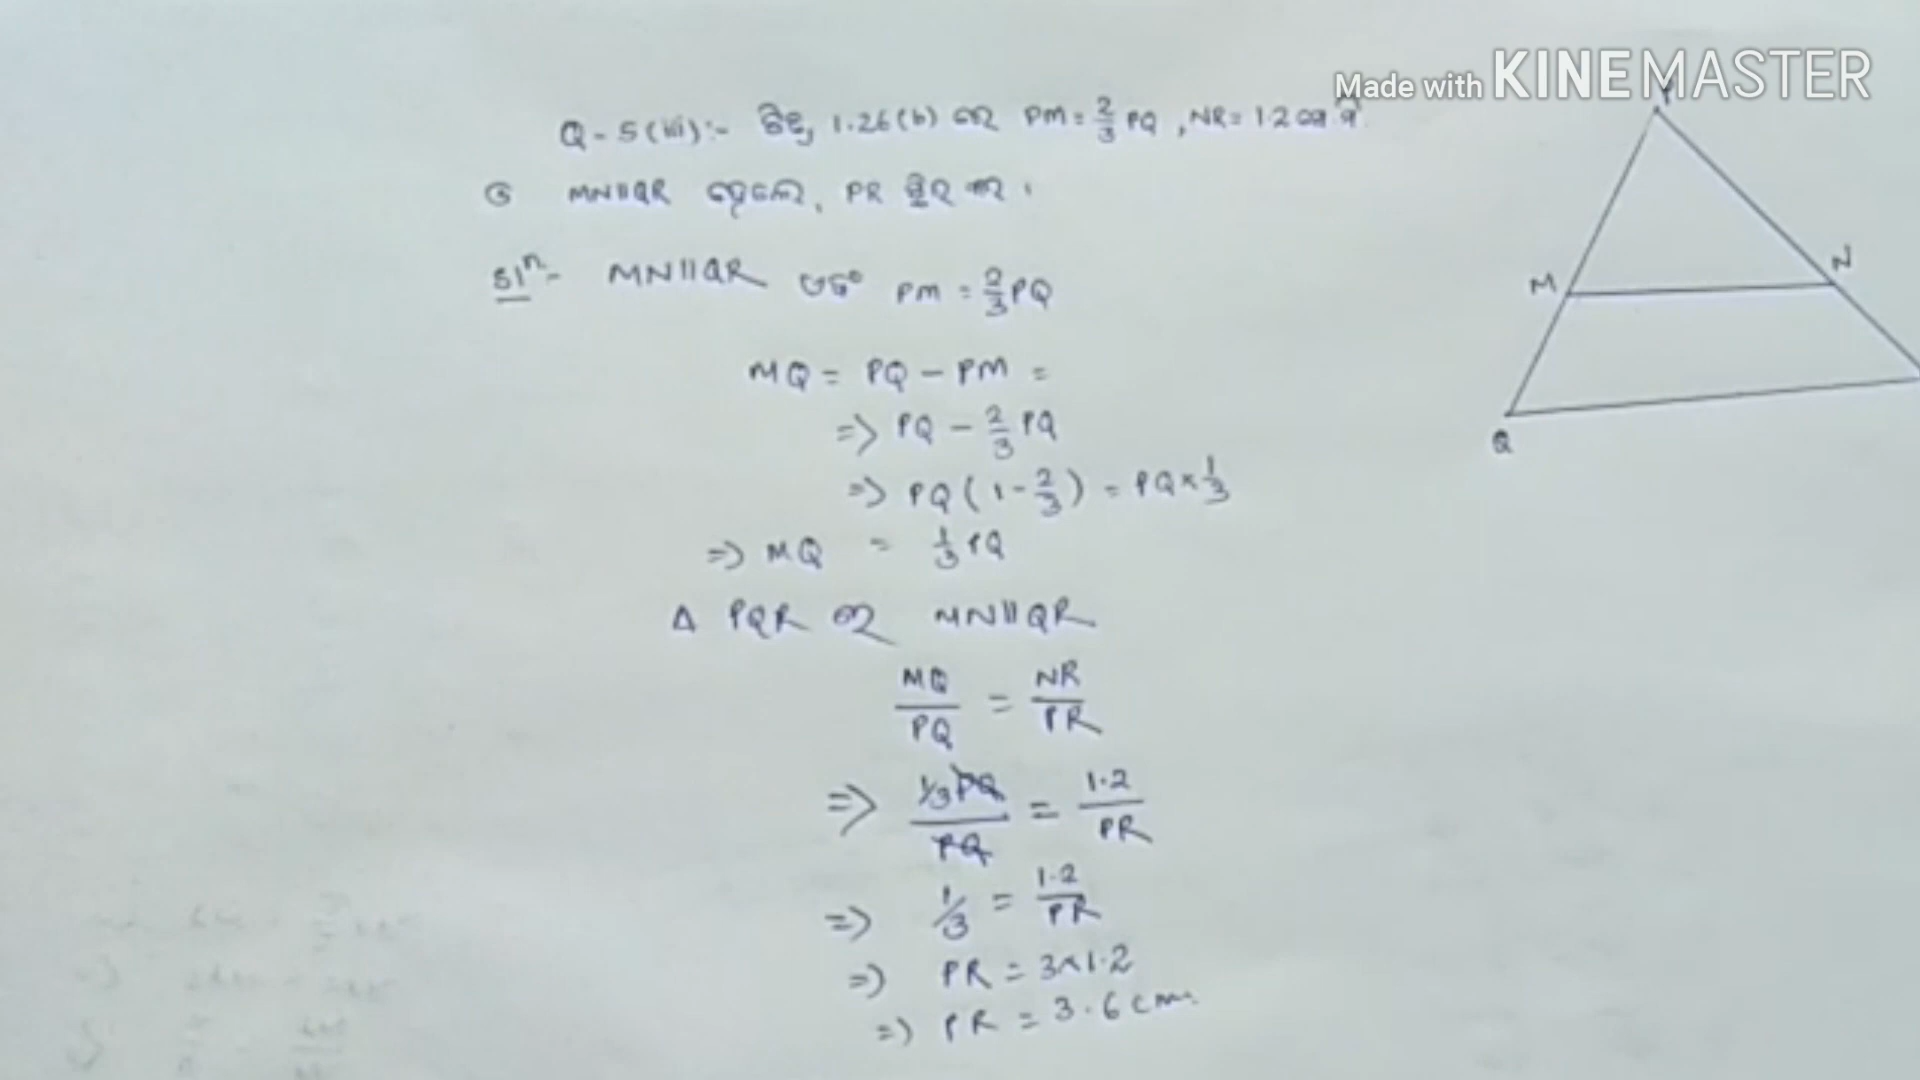 Made with KINEMASTER
Q-5(iii):- ଚିତ୍ର 1.26(b) ରେ PM = 2/3 PQ, NR = 1.2 ସେ.ମି.
ଓ MN||QR ହେଲେ, PR ସ୍ଥିର କର ।
P
M
N
Q
Sln- MN||QR ଏବଂ PM = 2/3 PQ
MQ = PQ - PM =
=> PQ - 2/3 PQ
=> PQ(1 - 2/3) = PQ × 1/3
=> MQ = 1/3 PQ
Δ PQR ରେ MN||QR
MQ/PQ = NR/PR
=> 1/3PQ/PQ = 1.2/PR
=> 1/3 = 1.2/PR
=> PR = 3×1.2
=> PR = 3.6 cm.